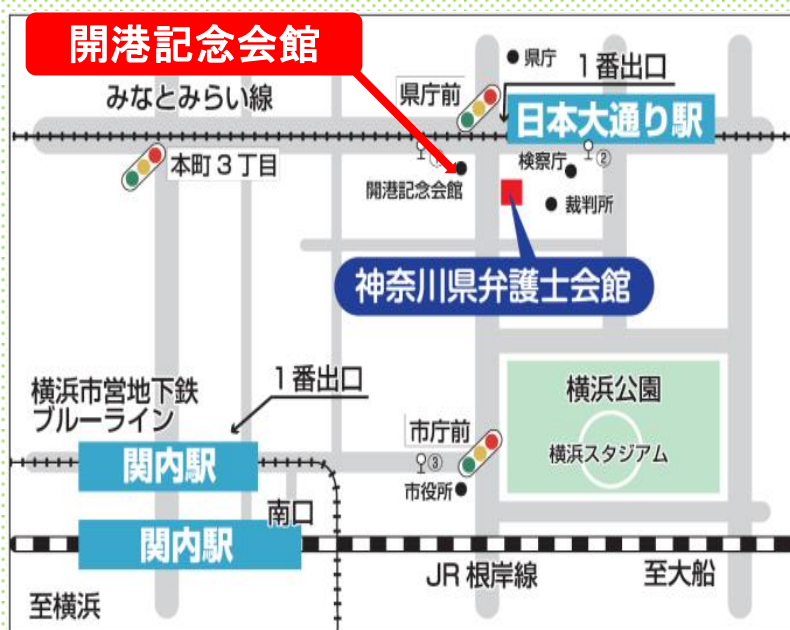 開港記念会館
県庁
1番出口
みなとみらい線
県庁前
日本大通り駅
本町3丁目
検察庁
②
開港記念会館
裁判所
神奈川県弁護士会館
横浜市営地下鉄
ブルーライン
1番出口
横浜公園
市庁前
横浜スタジアム
関内駅
③
市役所
南口
関内駅
JR根岸線
至大船
至横浜